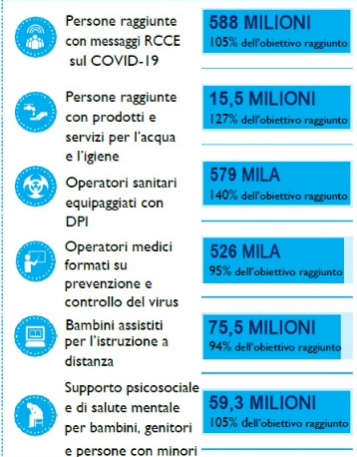 Persone raggiunte
con messaggi RCCE
sul COVID-19
588 MILIONI
105% dell'obiettivo raggiunto
Persone raggiunte
con prodotti e
servizi per l'acqua
e l'igiene
15,5 MILIONI
127% dell'obiettivo raggiunto
Operatori sanitari
equipaggiati con
DPI
579 MILA
140% dell'obiettivo raggiunto
Operatori medici
formati su
prevenzione e
controllo del virus
526 MILA
95% dell'obiettivo raggiunto
Bambini assistiti
per l'istruzione a
distanza
75,5 MILIONI
94% dell'obiettivo raggiunto
Supporto psicosociale
e di salute mentale
per bambini, genitori
e persone con minori
59,3 MILIONI
105% dell'obiettivo raggiunto